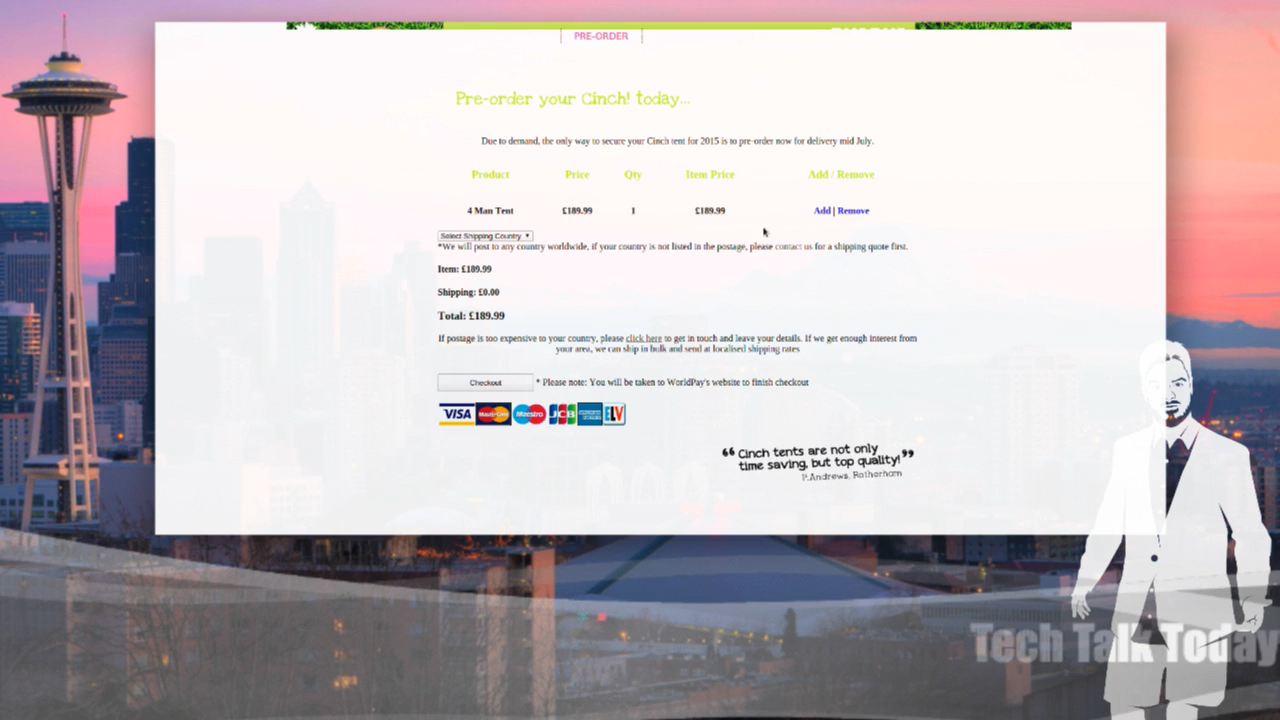 PRE-ORDER
Pre-order your Cinch! today...
Due to demand, the only way to secure your Cinch tent for 2015 is to pre-order now for delivery mid July.
Product Price Qty Item Price Add / Remove
4 Man Tent £189.99 1 £189.99 Add | Remove
Select Shipping Country
*We will post to any country worldwide, if your country is not listed in the postage, please contact us for a shipping quote first.
Item: £189.99
Shipping: £0.00
Total: £189.99
If postage is too expensive to your country, please click here to get in touch and leave your details. If we get enough interest from
your area, we can ship in bulk and send at localised shipping rates
Checkout * Please note: You will be taken to WorldPay's website to finish checkout
VISA MasterCard Maestro JCB ELV
“Cinch tents are not only
time saving, but top quality!”
P.Andrews, Rotherham
Tech Talk Today